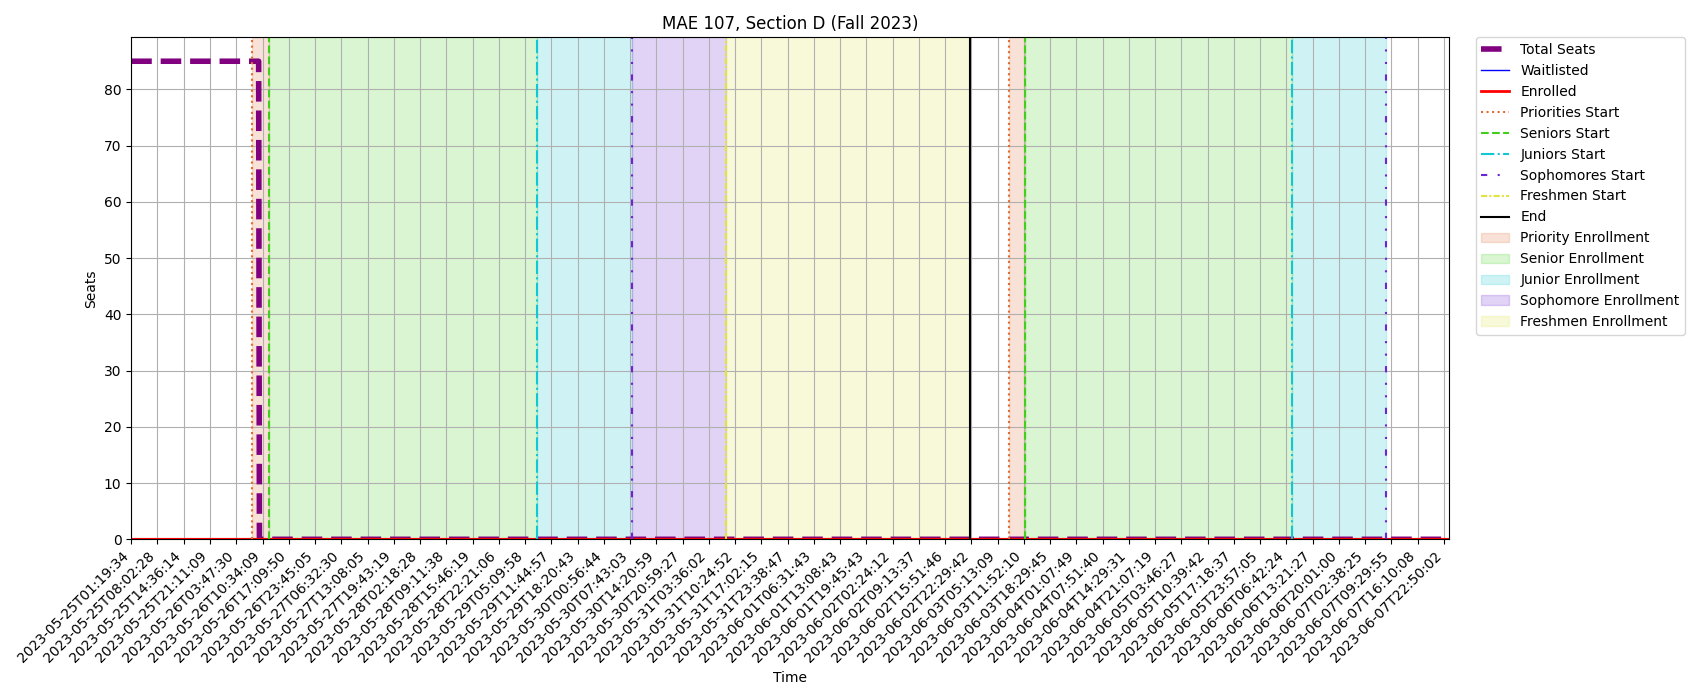 MAE 107, Section D (Fall 2023)
Seats
80
70
60
50
40
30
20
10
0
2023-05-25T01:19:34
2023-05-25T08:02:28
2023-05-25T14:36:14
2023-05-25T21:11:09
2023-05-26T03:47:30
2023-05-26T10:34:09
2023-05-26T17:09:50
2023-05-26T23:45:05
2023-05-27T06:32:30
2023-05-27T13:08:05
2023-05-27T19:43:19
2023-05-28T02:18:28
2023-05-28T09:11:38
2023-05-28T15:46:19
2023-05-28T22:21:06
2023-05-29T05:09:58
2023-05-29T11:44:57
2023-05-29T18:20:43
2023-05-30T00:56:44
2023-05-30T07:43:03
2023-05-30T14:20:59
2023-05-30T20:59:27
2023-05-31T03:36:02
2023-05-31T10:24:52
2023-05-31T17:02:15
2023-05-31T23:38:47
2023-06-01T06:31:43
2023-06-01T13:08:43
2023-06-01T19:45:43
2023-06-02T02:24:12
2023-06-02T09:13:37
2023-06-02T15:51:46
2023-06-02T22:29:42
2023-06-03T05:13:09
2023-06-03T11:52:10
2023-06-03T18:29:45
2023-06-04T01:07:49
2023-06-04T07:51:40
2023-06-04T14:29:31
2023-06-04T21:07:19
2023-06-05T03:46:27
2023-06-05T10:39:42
2023-06-05T17:18:37
2023-06-05T23:57:05
2023-06-06T06:42:24
2023-06-06T13:21:27
2023-06-06T20:01:00
2023-06-07T02:38:25
2023-06-07T09:29:55
2023-06-07T16:10:08
2023-06-07T22:50:02
Time
Total Seats
Waitlisted
Enrolled
Priorities Start
Seniors Start
Juniors Start
Sophomores Start
Freshmen Start
End
Priority Enrollment
Senior Enrollment
Junior Enrollment
Sophomore Enrollment
Freshmen Enrollment